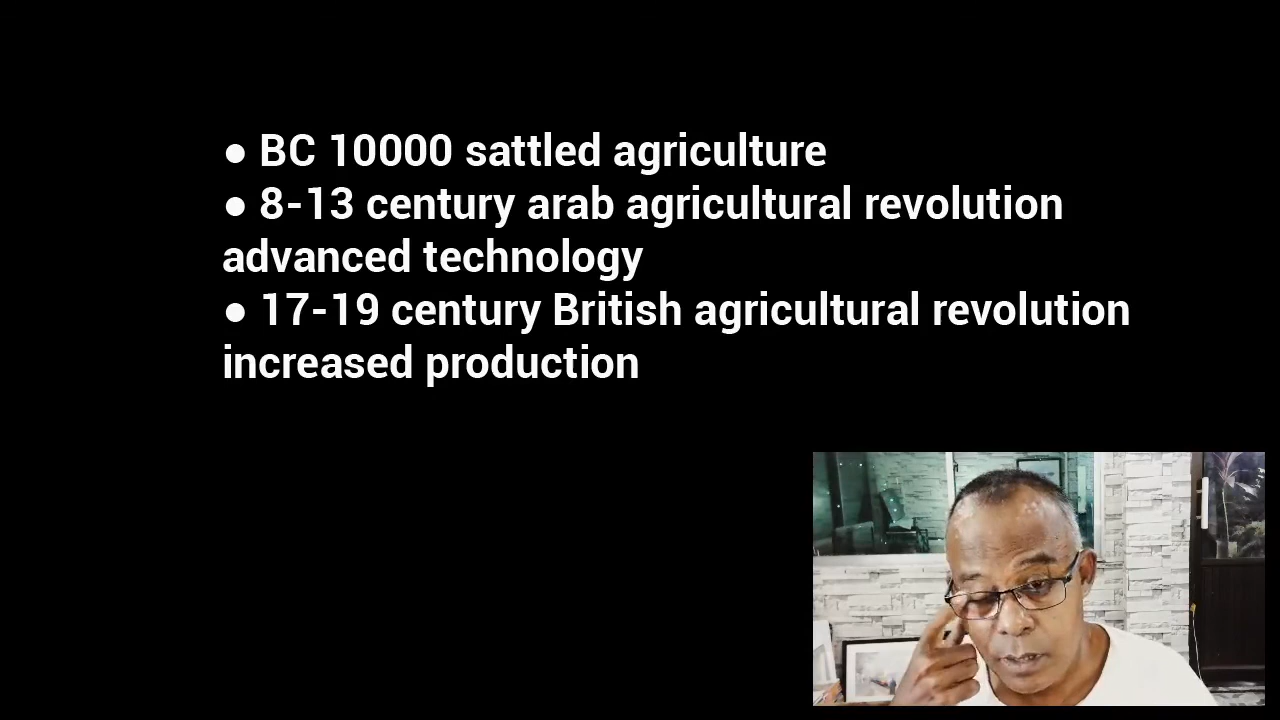 ● BC 10000 sattled agriculture
● 8-13 century arab agricultural revolution
advanced technology
● 17-19 century British agricultural revolution
increased production